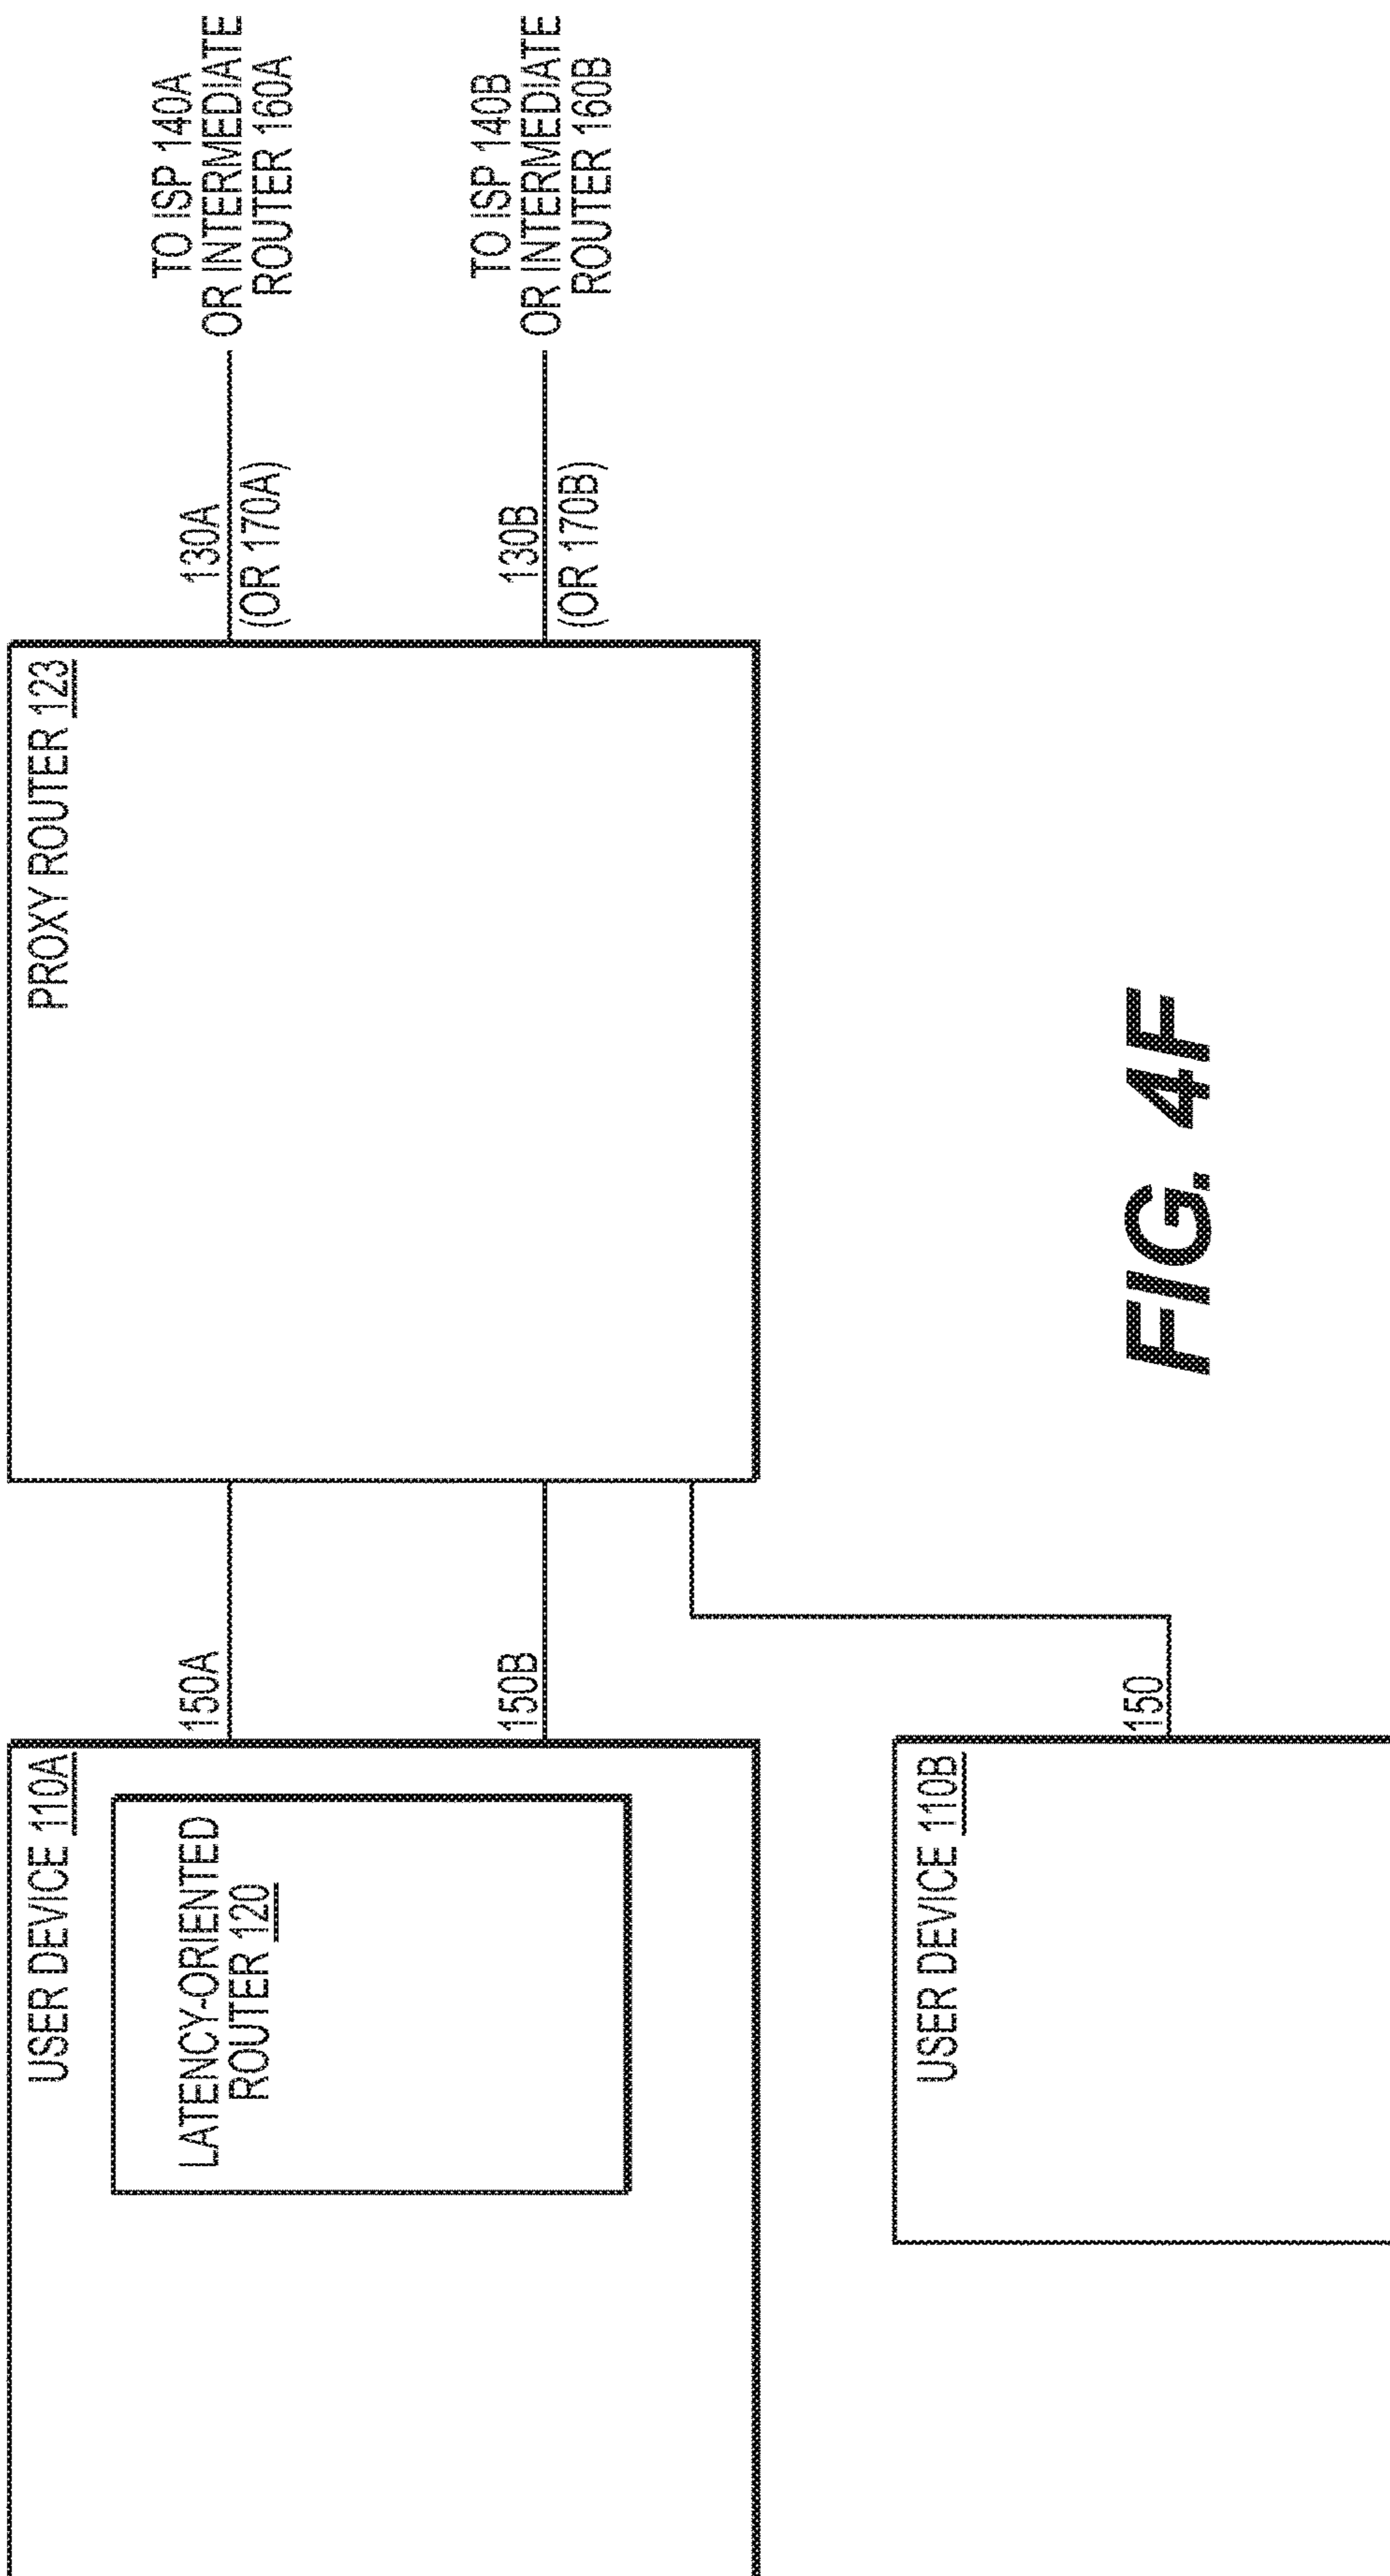 USER DEVICE 110A
LATENCY-ORIENTED
ROUTER 120
150A
150B
PROXY ROUTER 123
130A
(OR 170A)
TO ISP 140A
OR INTERMEDIATE
ROUTER 160A
130B
(OR 170B)
TO ISP 140B
OR INTERMEDIATE
ROUTER 160B
USER DEVICE 110B
150
FIG. 4F